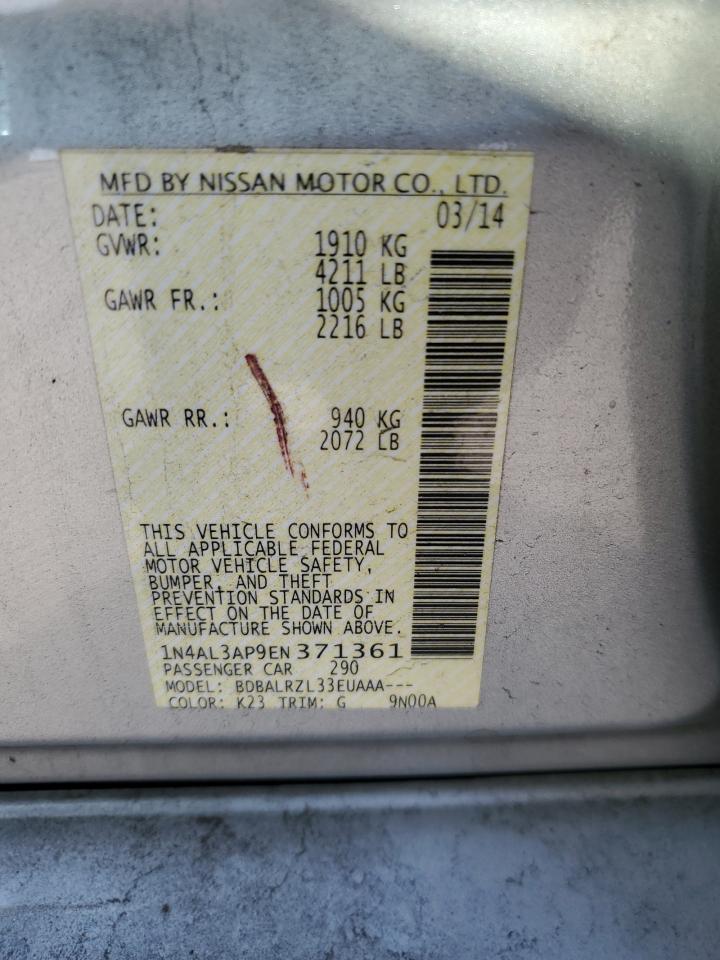 MFD BY NISSAN MOTOR CO., LTD.
DATE: 03/14
GVWR: 1910 KG
4211 LB
GAWR FR.: 1005 KG
2216 LB
GAWR RR.: 940 KG
2072 LB
THIS VEHICLE CONFORMS TO
ALL APPLICABLE FEDERAL
MOTOR VEHICLE SAFETY,
BUMPER, AND THEFT
PREVENTION STANDARDS IN
EFFECT ON THE DATE OF
MANUFACTURE SHOWN ABOVE.
1N4AL3AP9EN371361
PASSENGER CAR 290
MODEL: BDBALRZL33EUAAA---
COLOR: K23 TRIM: G 9N00A